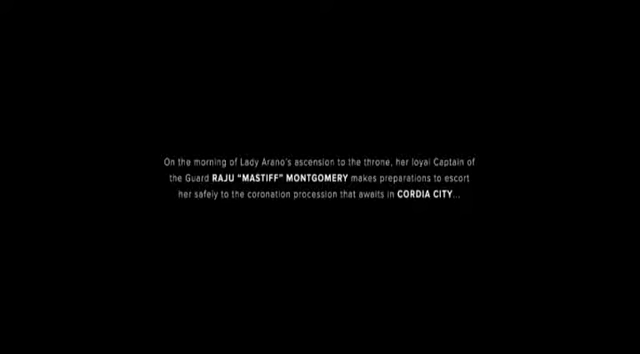 On the morning of Lady Arano's ascension to the throne, her loyal Captain of
the Guard RAJU "MASTIFF" MONTGOMERY makes preparations to escort
her safely to the coronation procession that awaits in CORDIA CITY...